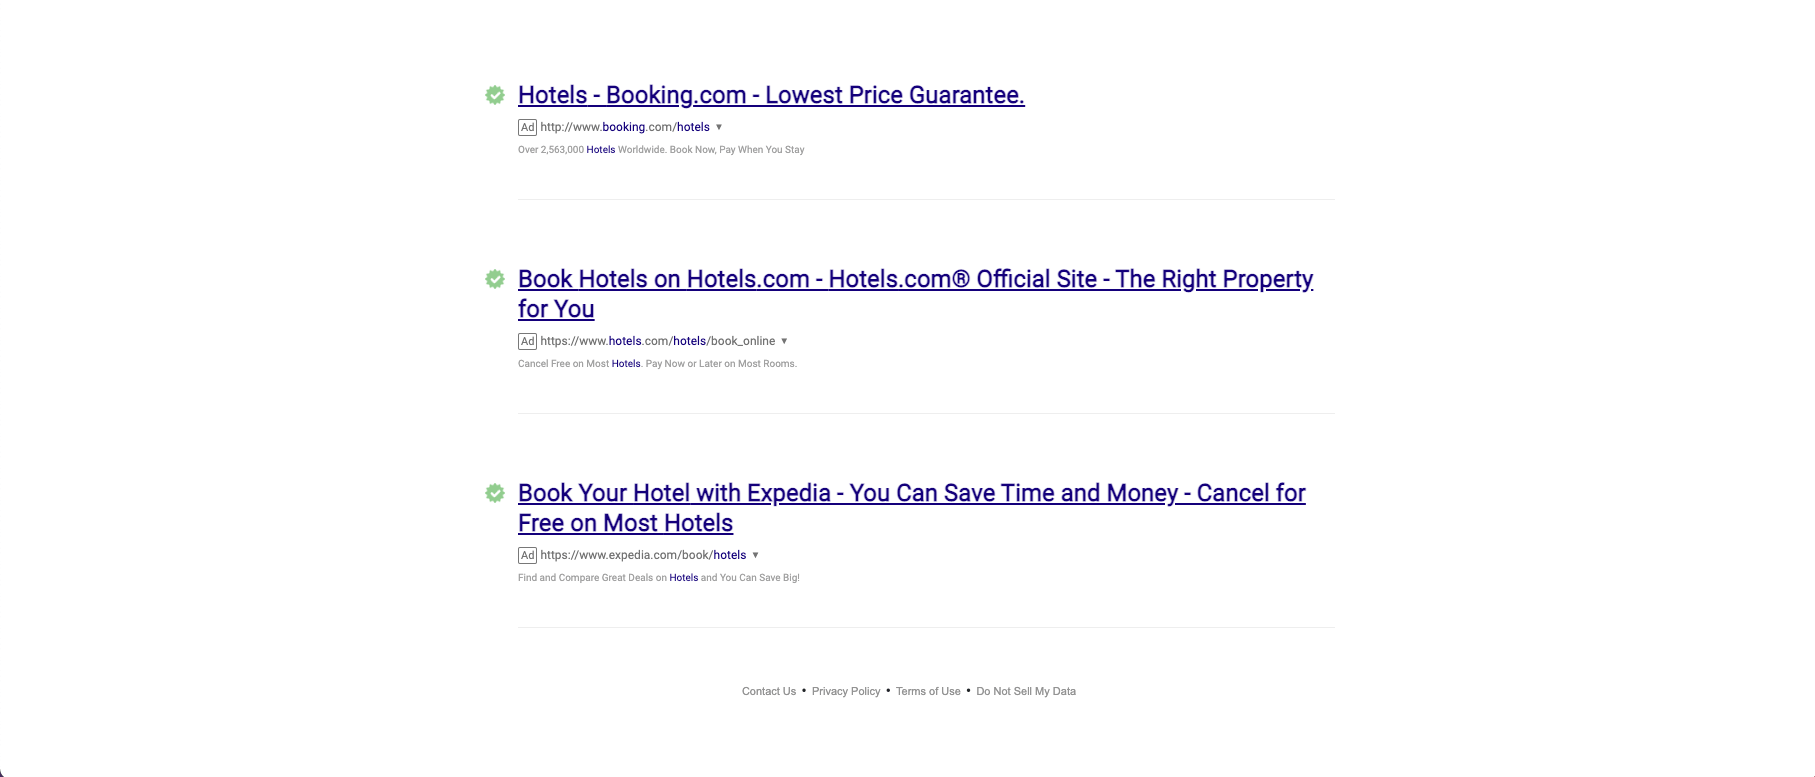 Hotels - Booking.com - Lowest Price Guarantee.
Ad http://www.booking.com/hotels ▼
Over 2,563,000 Hotels Worldwide. Book Now, Pay When You Stay
Book Hotels on Hotels.com - Hotels.com® Official Site - The Right Property
for You
Ad https://www.hotels.com/hotels/book_online ▼
Cancel Free on Most Hotels. Pay Now or Later on Most Rooms.
Book Your Hotel with Expedia - You Can Save Time and Money - Cancel for
Free on Most Hotels
Ad https://www.expedia.com/book/hotels ▼
Find and Compare Great Deals on Hotels and You Can Save Big!
Contact Us • Privacy Policy • Terms of Use • Do Not Sell My Data